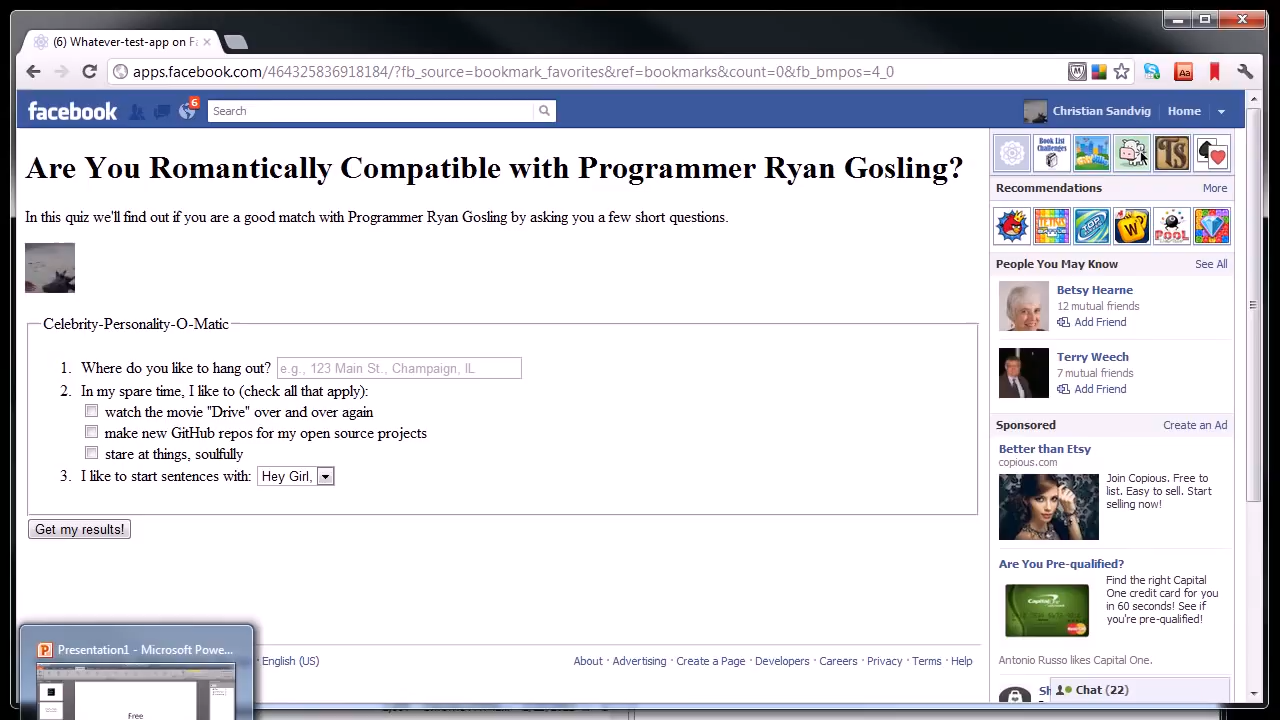 (6) Whatever-test-app on Fa
apps.facebook.com/464325836918184/?fb_source=bookmark_favorites&ref=bookmarks&count=0&fb_bmpos=4_0
facebook
6
Search
Christian Sandvig
Home
Are You Romantically Compatible with Programmer Ryan Gosling?
In this quiz we'll find out if you are a good match with Programmer Ryan Gosling by asking you a few short questions.
Celebrity-Personality-O-Matic
1. Where do you like to hang out? e.g., 123 Main St., Champaign, IL
2. In my spare time, I like to (check all that apply):
watch the movie "Drive" over and over again
make new GitHub repos for my open source projects
stare at things, soulfully
3. I like to start sentences with: Hey Girl,
Get my results!
Book List
Challenges
TS
Recommendations
More
TOP
W
POOL
People You May Know
See All
Betsy Hearne
12 mutual friends
Add Friend
Terry Weech
7 mutual friends
Add Friend
Sponsored
Create an Ad
Better than Etsy
copious.com
Join Copious. Free to
list. Easy to sell. Start
selling now!
Are You Pre-qualified?
Find the right Capital
One credit card for you
in 60 seconds! See if
you're pre-qualified!
Antonio Russo likes Capital One.
Sh
Chat (22)
English (US)
About · Advertising · Create a Page · Developers · Careers · Privacy · Terms · Help
Presentation1 - Microsoft Powe...
Free